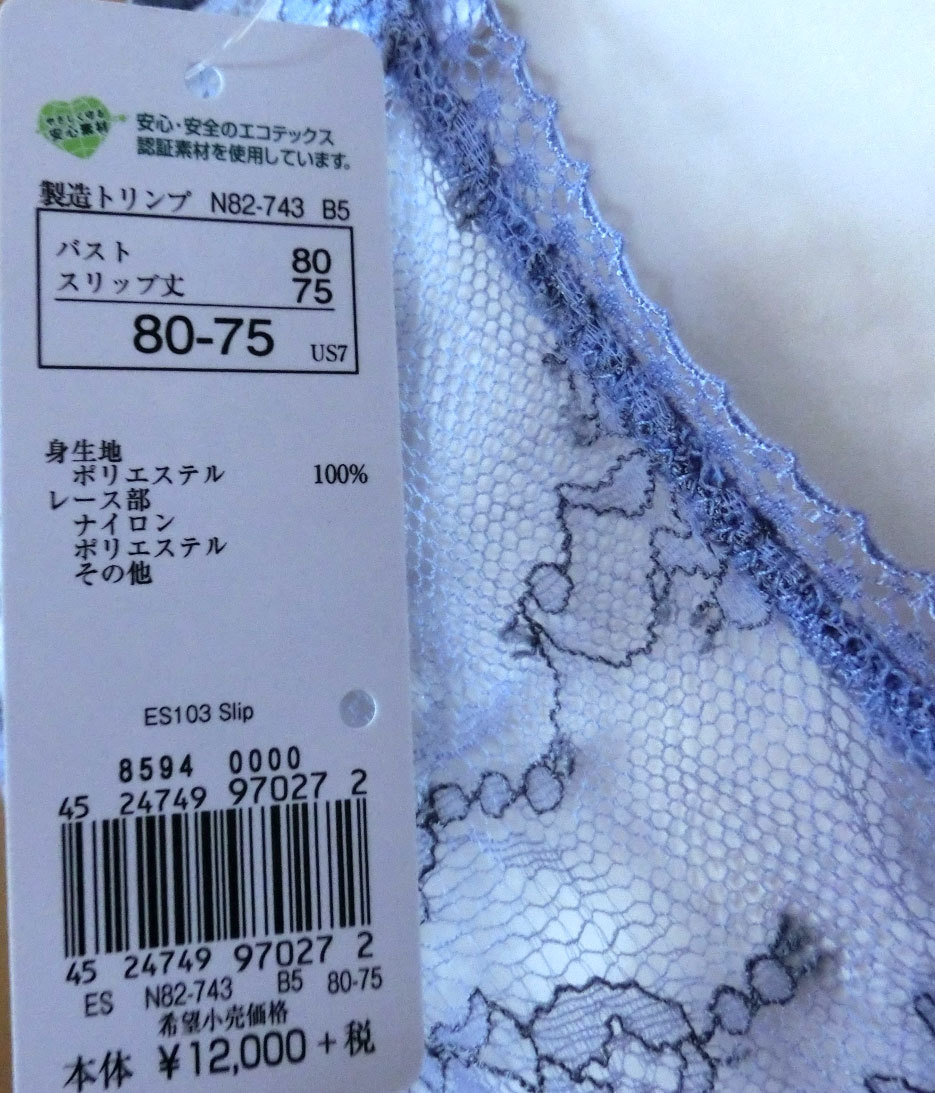 やさしく守る
安心素材
安心・安全のエコテックス
認証素材を使用しています。
製造トリンプ N82-743 B5
バスト 80
スリップ丈 75
80-75 US7
身生地
ポリエステル 100%
レース部
ナイロン
ポリエステル
その他
ES103 Slip
8594 0000
45 24749 97027 2
45 24749 97027 2
ES N82-743 B5 80-75
希望小売価格
本体 ¥12,000+税